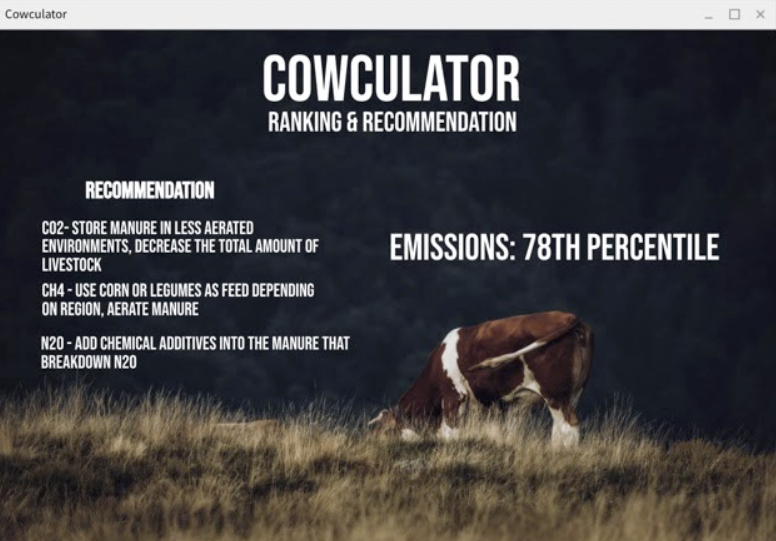 Cowculator
COWCULATOR
RANKING & RECOMMENDATION
RECOMMENDATION
CO2- STORE MANURE IN LESS AERATED
ENVIRONMENTS, DECREASE THE TOTAL AMOUNT OF
LIVESTOCK
CH4 - USE CORN OR LEGUMES AS FEED DEPENDING
ON REGION, AERATE MANURE
N2O - ADD CHEMICAL ADDITIVES INTO THE MANURE THAT
BREAKDOWN N2O
EMISSIONS: 78TH PERCENTILE